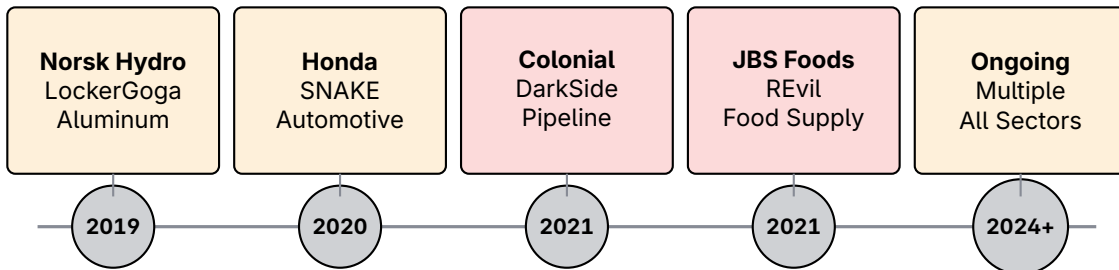 Norsk Hydro
LockerGoga
Aluminum
Honda
SNAKE
Automotive
Colonial
DarkSide
Pipeline
JBS Foods
REvil
Food Supply
Ongoing
Multiple
All Sectors
2019
2020
2021
2021
2024+